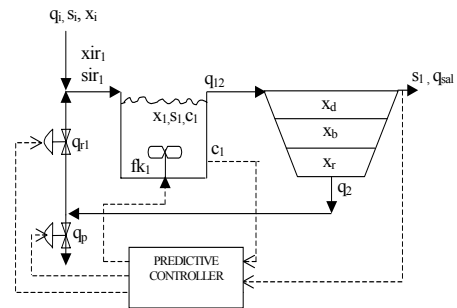 qi, si, xi
xir1
sir1
q12
s1, qsal
x1,s1,c1
xd
xb
xr
c1
qr1
fk1
q2
qp
PREDICTIVE
CONTROLLER